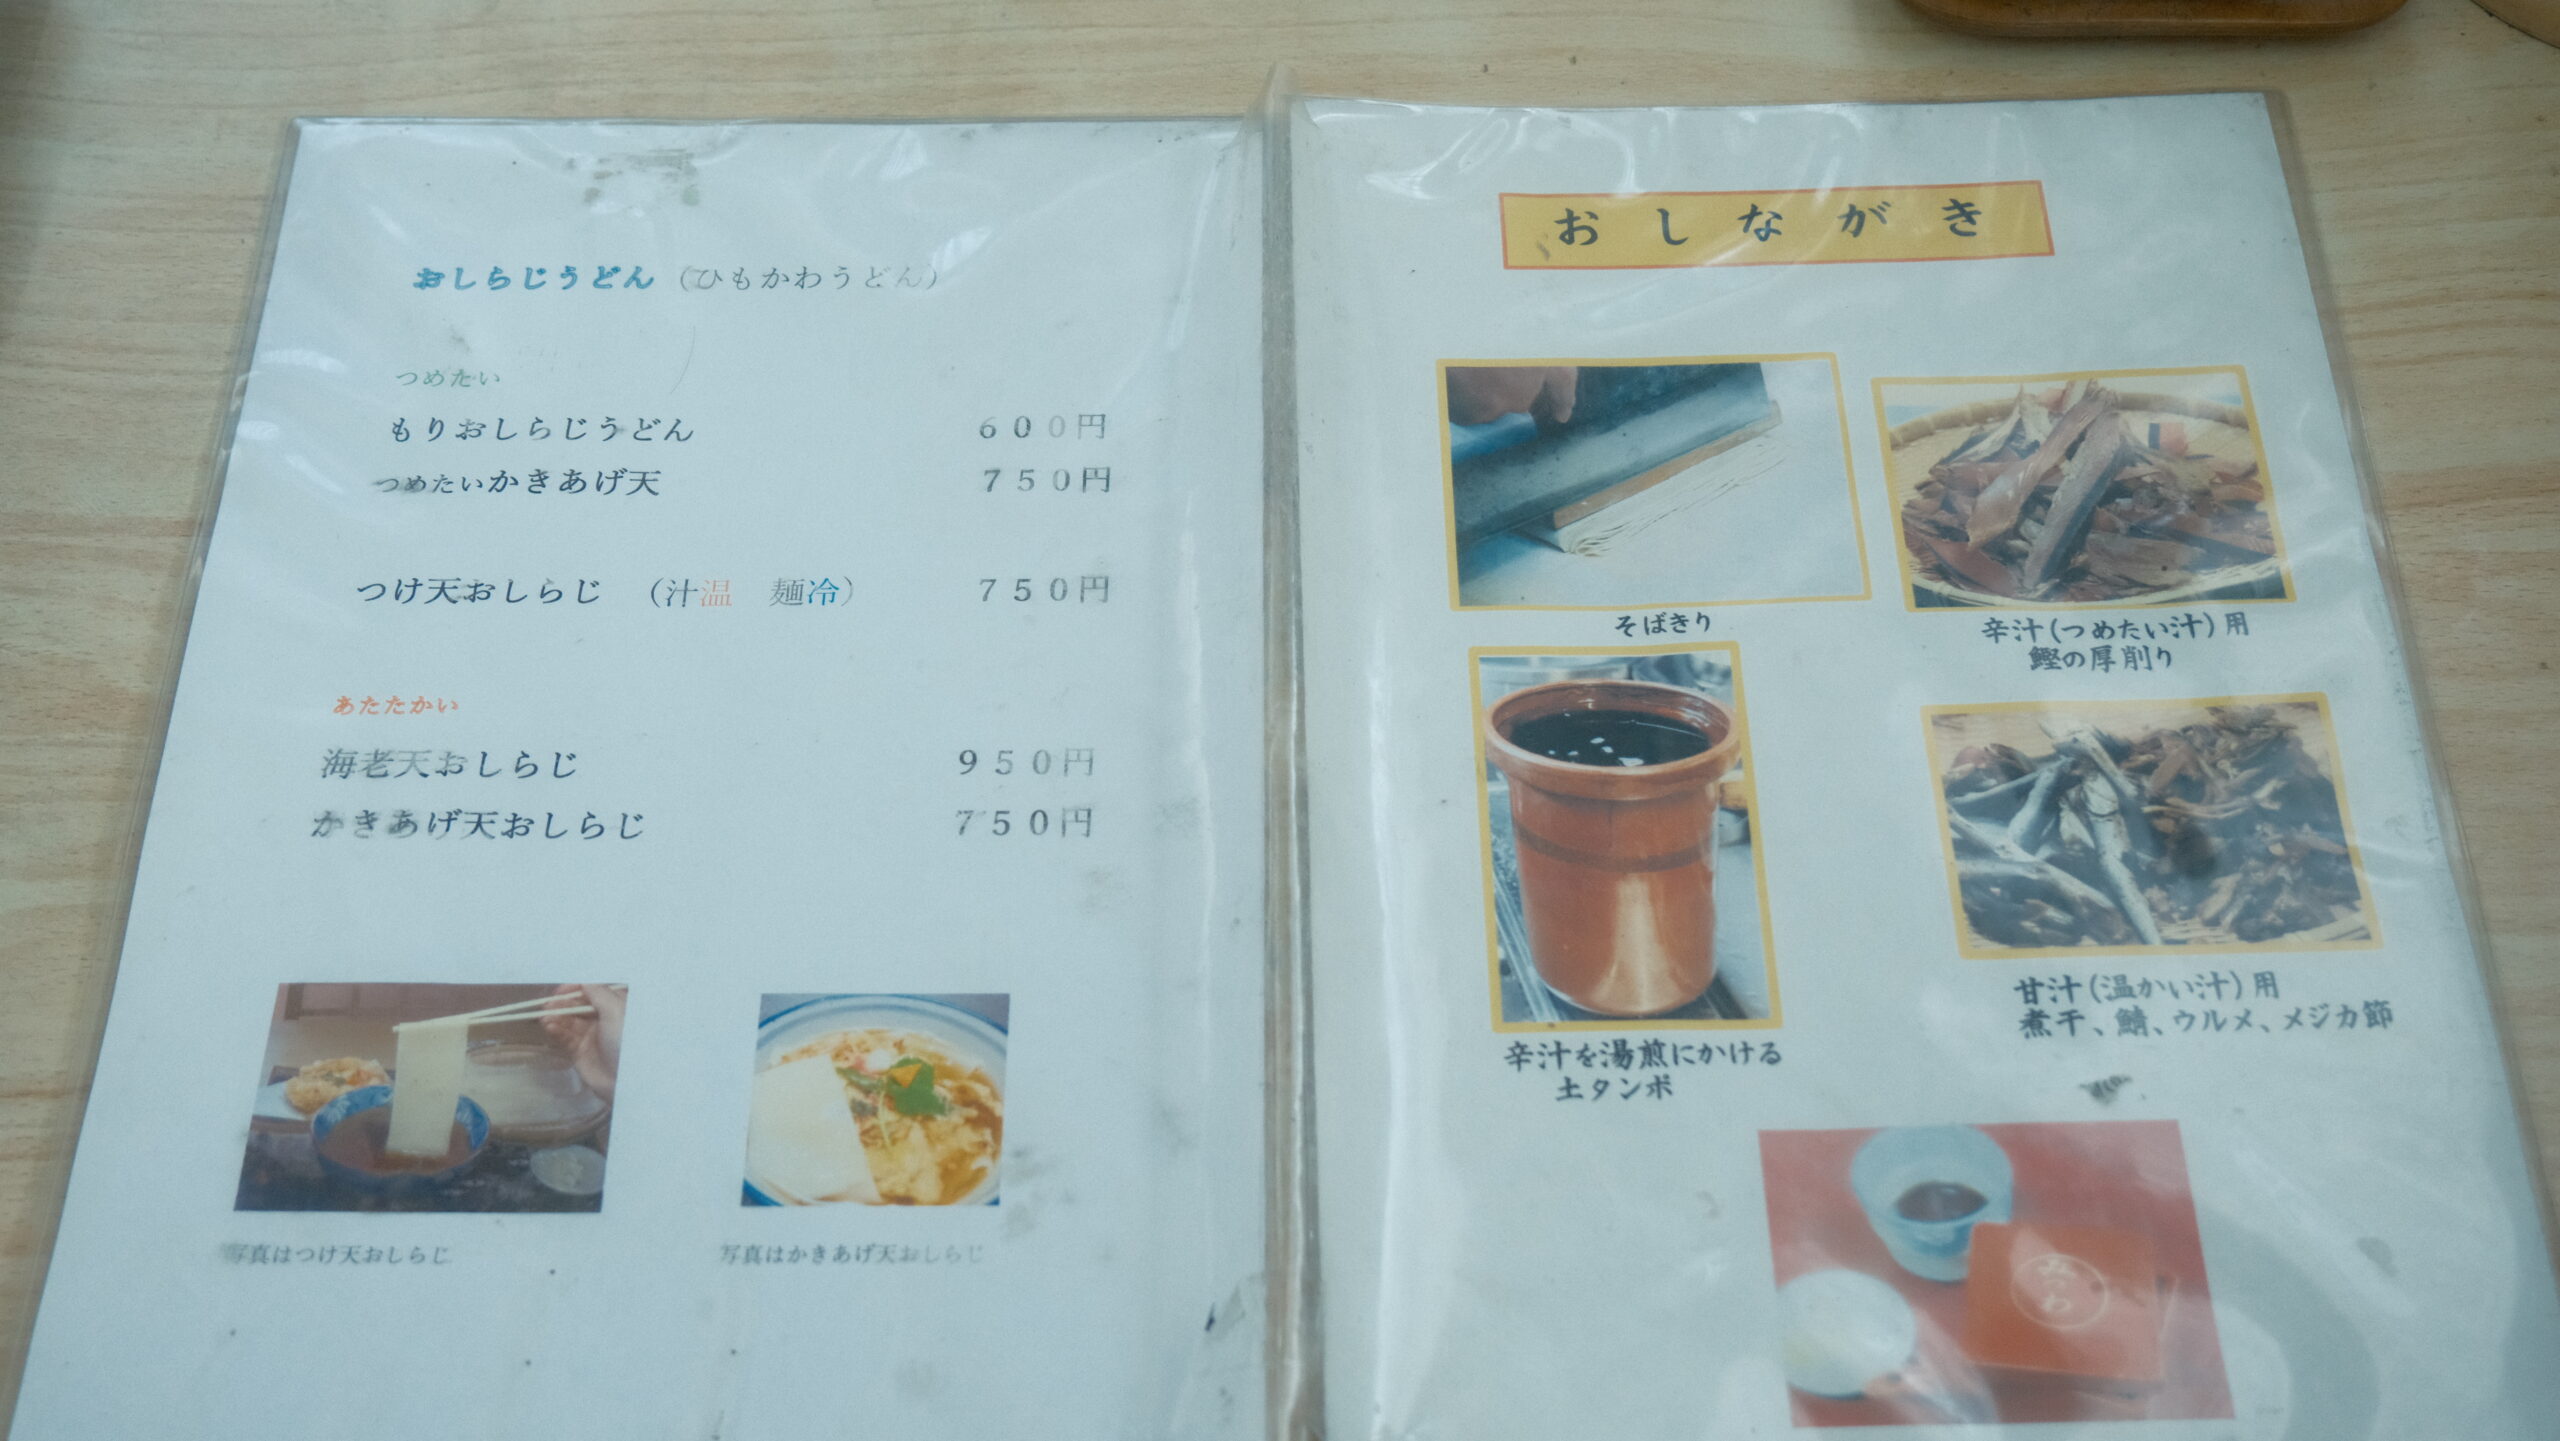 おしらじうどん（ひもかわうどん）
つめたい
もりおしらじうどん　６００円
つめたいかきあげ天　７５０円
つけ天おしらじ　（汁温　麺冷）　７５０円
あたたかい
海老天おしらじ　９５０円
かきあげ天おしらじ　７５０円
写真はつけ天おしらじ
写真はかきあげ天おしらじ
おしながき
そばきり
辛汁（つめたい汁）用
鰹の厚削り
辛汁を湯煎にかける
土タンポ
甘汁（温かい汁）用
煮干、鯖、ウルメ、メジカ節
みつわ